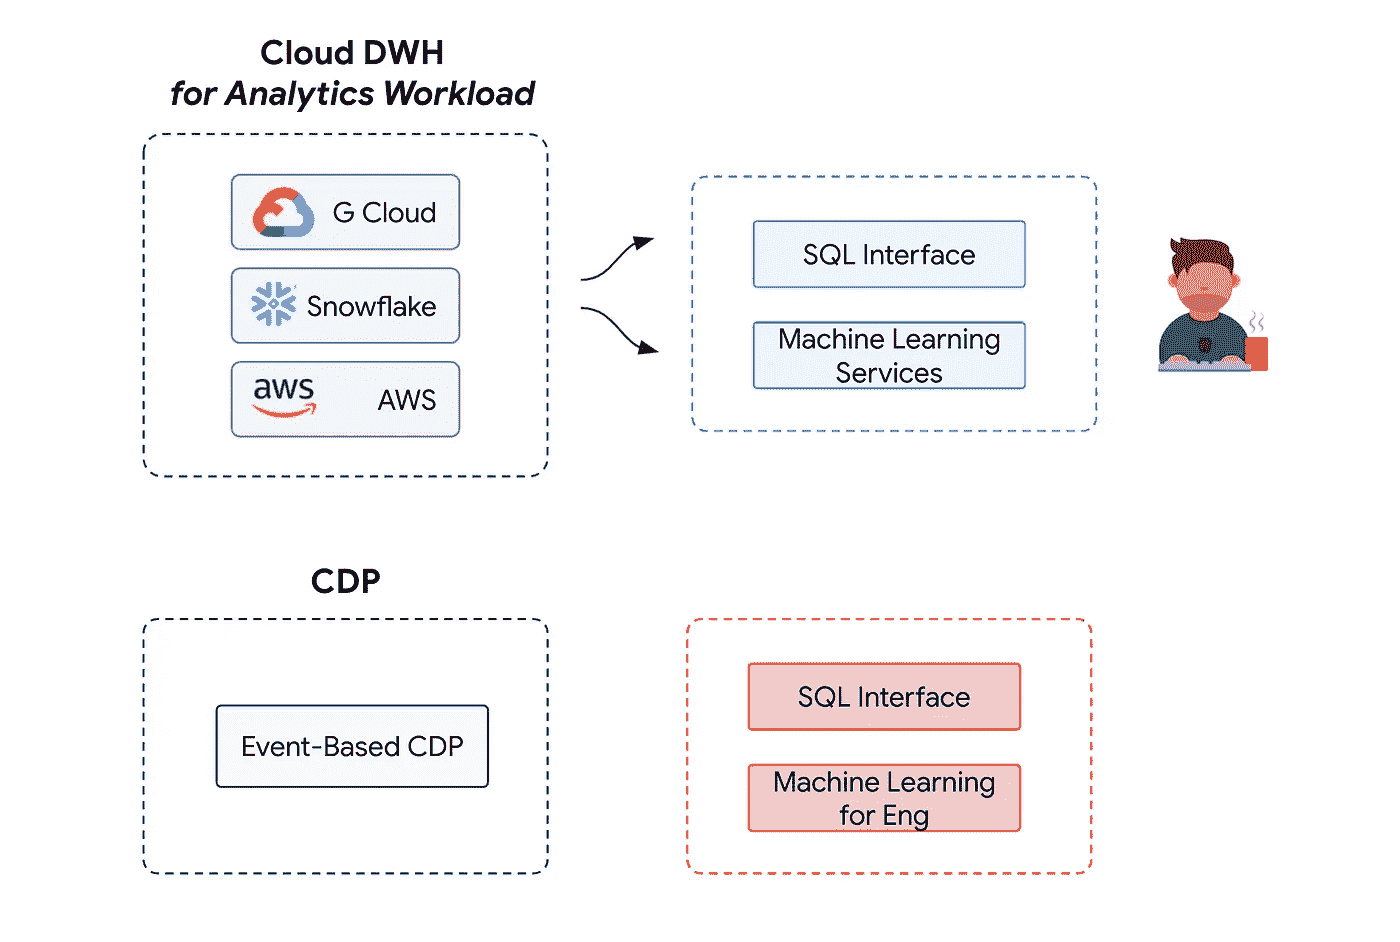 Cloud DWH
for Analytics Workload
G Cloud
Snowflake
aws AWS
SQL Interface
Machine Learning
Services
CDP
Event-Based CDP
SQL Interface
Machine Learning
for Eng